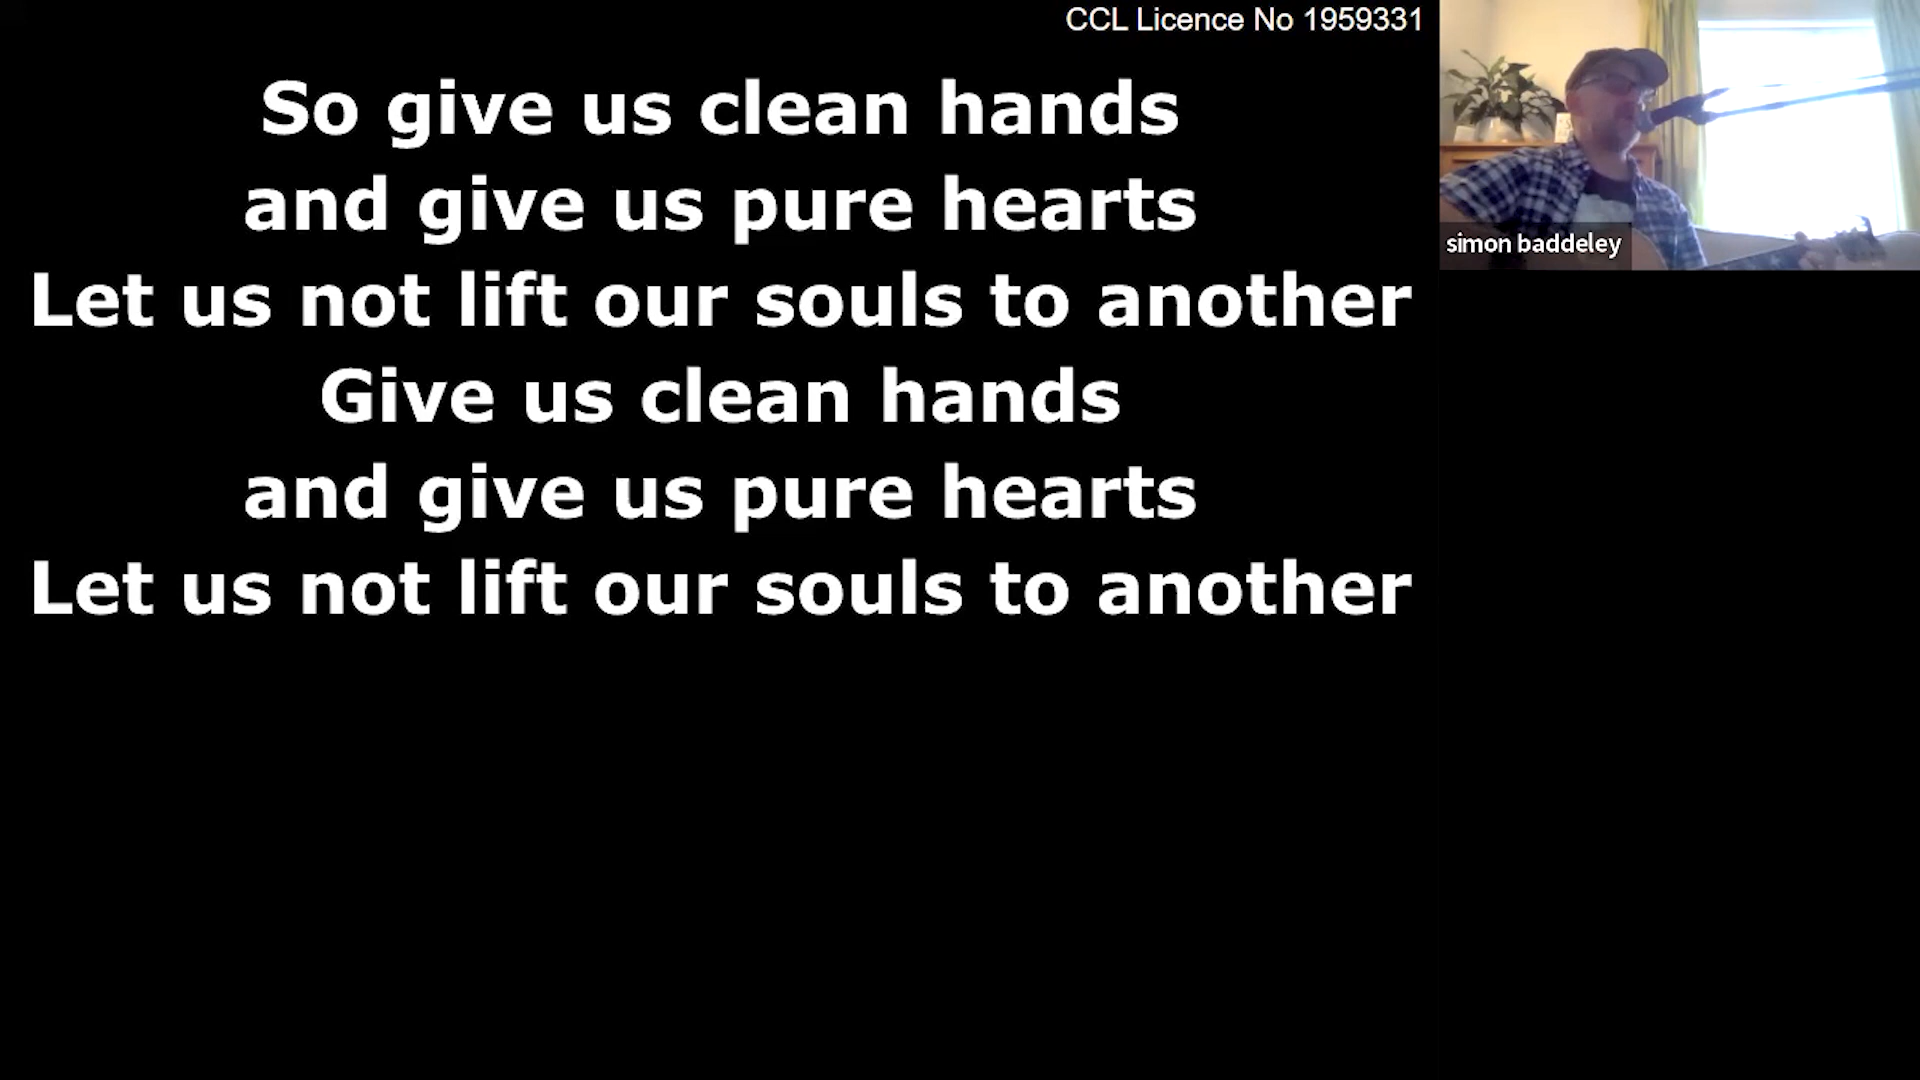 CCL Licence No 1959331
So give us clean hands
and give us pure hearts
Let us not lift our souls to another
Give us clean hands
and give us pure hearts
Let us not lift our souls to another
simon baddeley